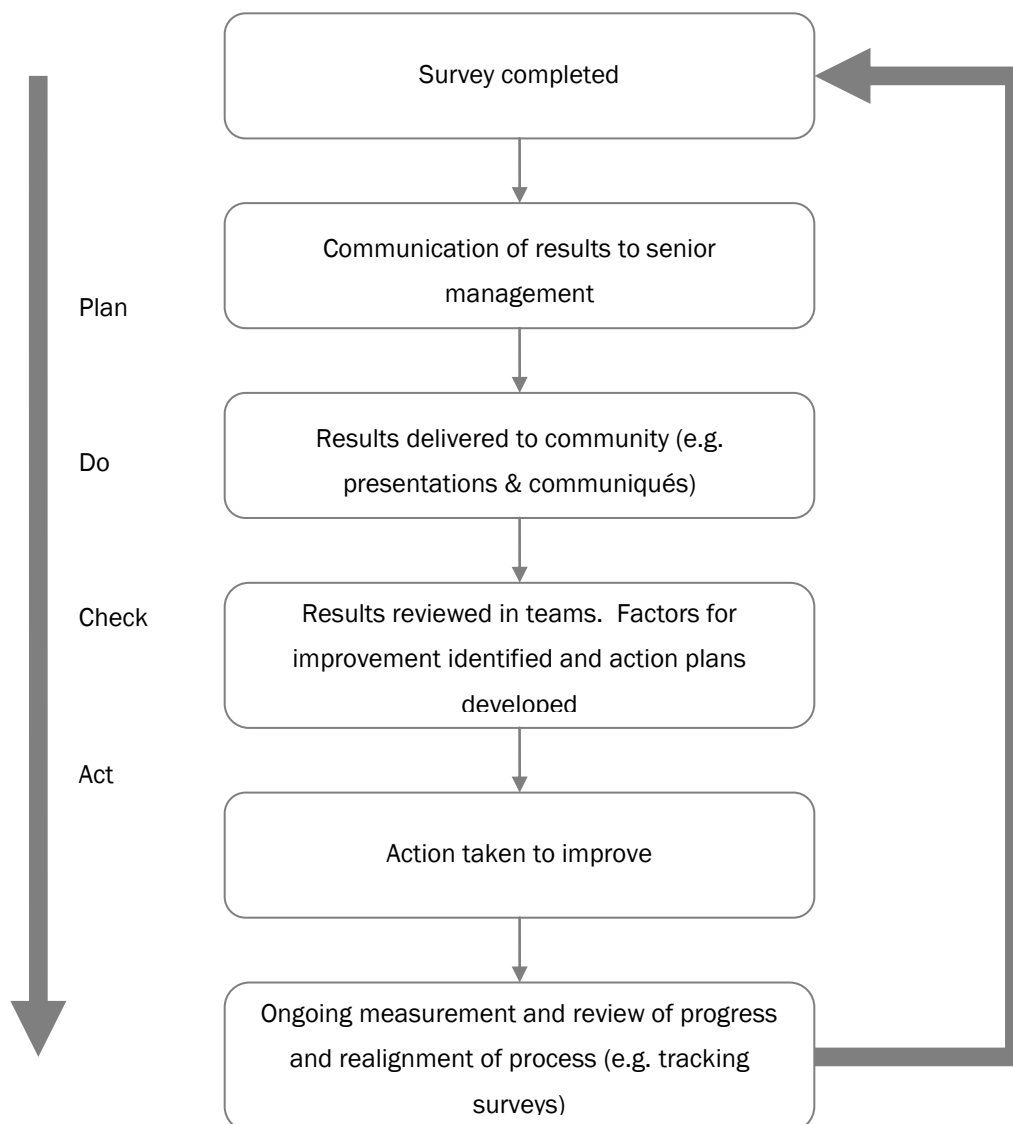 Survey completed
Communication of results to senior
management
Plan
Results delivered to community (e.g.
presentations & communiqués)
Do
Results reviewed in teams.  Factors for
improvement identified and action plans
developed
Check
Act
Action taken to improve
Ongoing measurement and review of progress
and realignment of process (e.g. tracking
surveys)